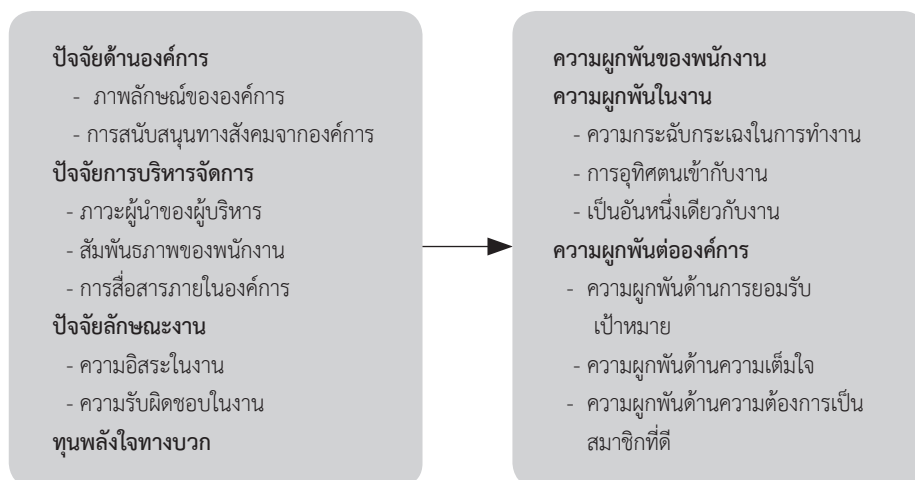 ปัจจัยด้านองค์การ
- ภาพลักษณ์ขององค์การ
- การสนับสนุนทางสังคมจากองค์การ
ปัจจัยการบริหารจัดการ
- ภาวะผู้นำของผู้บริหาร
- สัมพันธภาพของพนักงาน
- การสื่อสารภายในองค์การ
ปัจจัยลักษณะงาน
- ความอิสระในงาน
- ความรับผิดชอบในงาน
ทุนพลังใจทางบวก
ความผูกพันของพนักงาน
ความผูกพันในงาน
- ความกระฉับกระเฉงในการทำงาน
- การอุทิศตนเข้ากับงาน
- เป็นอันหนึ่งเดียวกับงาน
ความผูกพันต่อองค์การ
- ความผูกพันด้านการยอมรับ
เป้าหมาย
- ความผูกพันด้านความเต็มใจ
- ความผูกพันด้านความต้องการเป็น
สมาชิกที่ดี